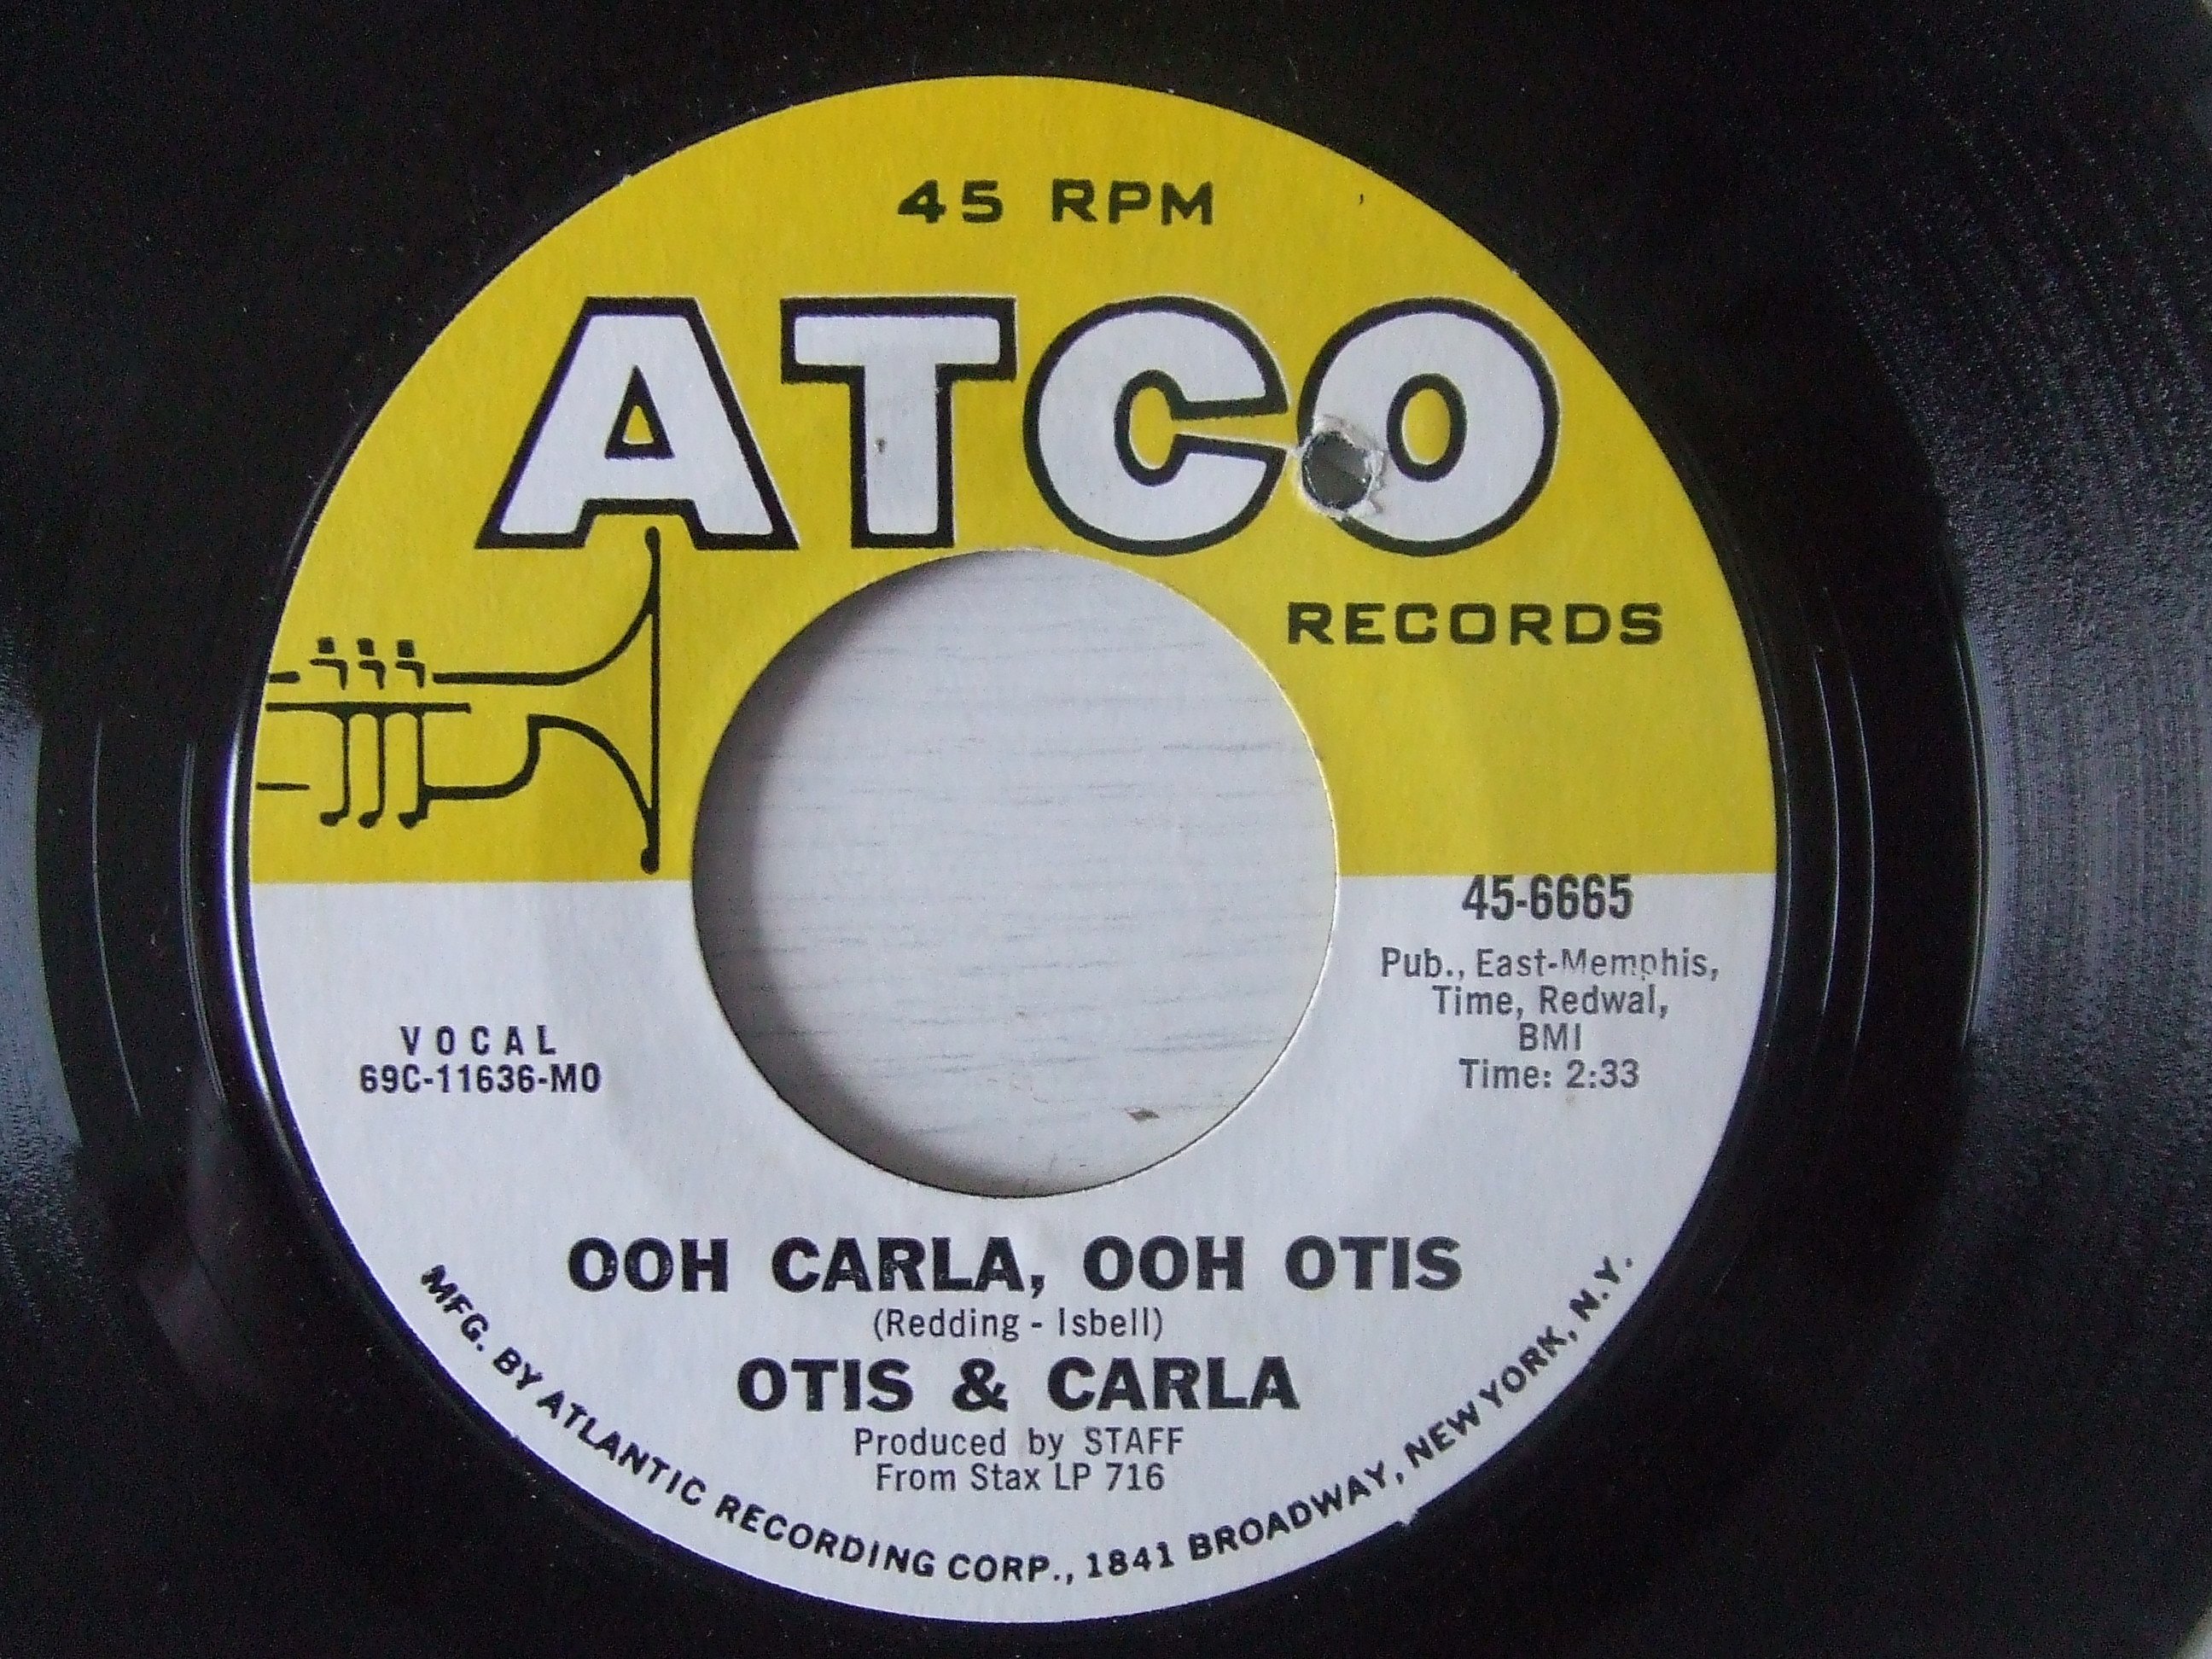 45 RPM
ATCO
RECORDS
45-6665
Pub., East-Memphis,
Time, Redwal,
BMI
Time: 2:33
VOCAL
69C-11636-MO
OOH CARLA, OOH OTIS
(Redding - Isbell)
OTIS & CARLA
Produced by STAFF
From Stax LP 716
MFG. BY ATLANTIC RECORDING CORP., 1841 BROADWAY, NEW YORK, N.Y.